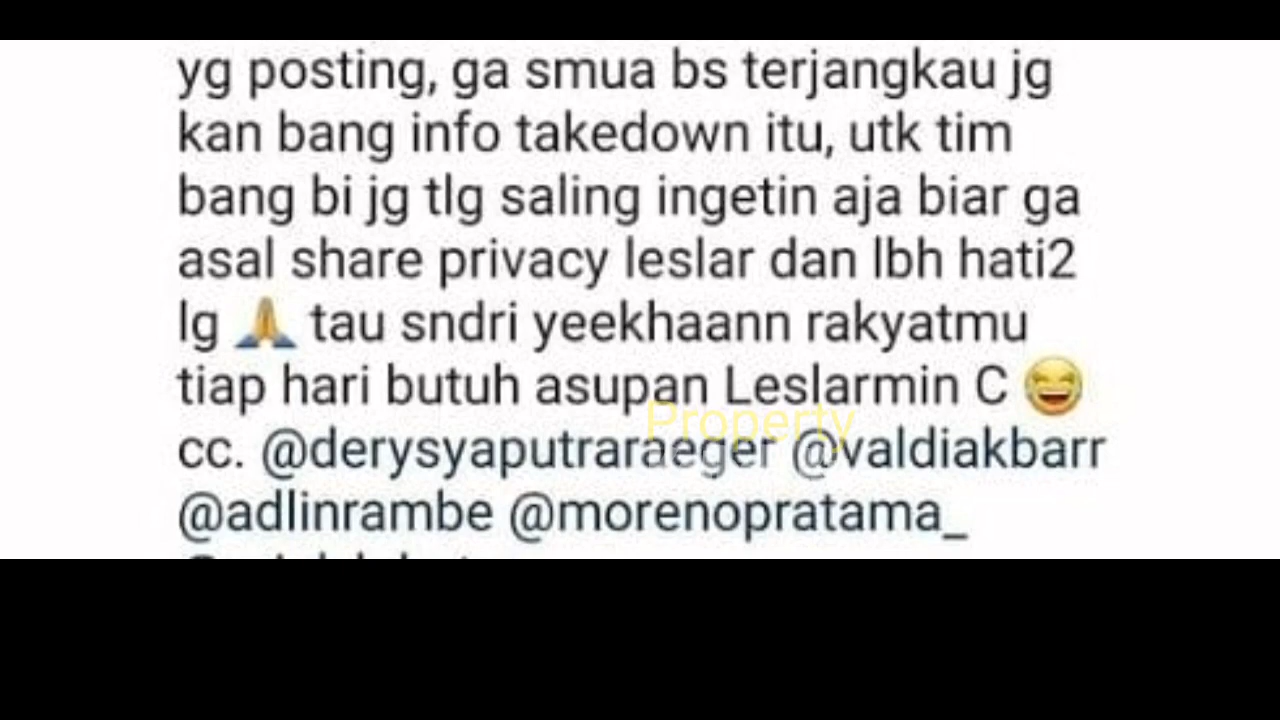 yg posting, ga smua bs terjangkau jg
kan bang info takedown itu, utk tim
bang bi jg tlg saling ingetin aja biar ga
asal share privacy leslar dan lbh hati2
lg 🙏 tau sndri yeekhaann rakyatmu
tiap hari butuh asupan Leslarmin C 😆
Property
cc. @derysyaputraraeger @valdiakbarr
@adlinrambe @morenopratama_